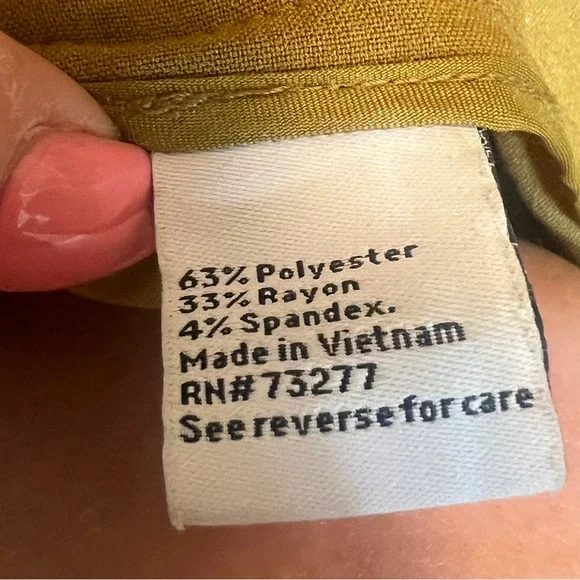 63% Polyester
33% Rayon
4% Spandex.
Made in Vietnam
RN# 73277
See reverse for care